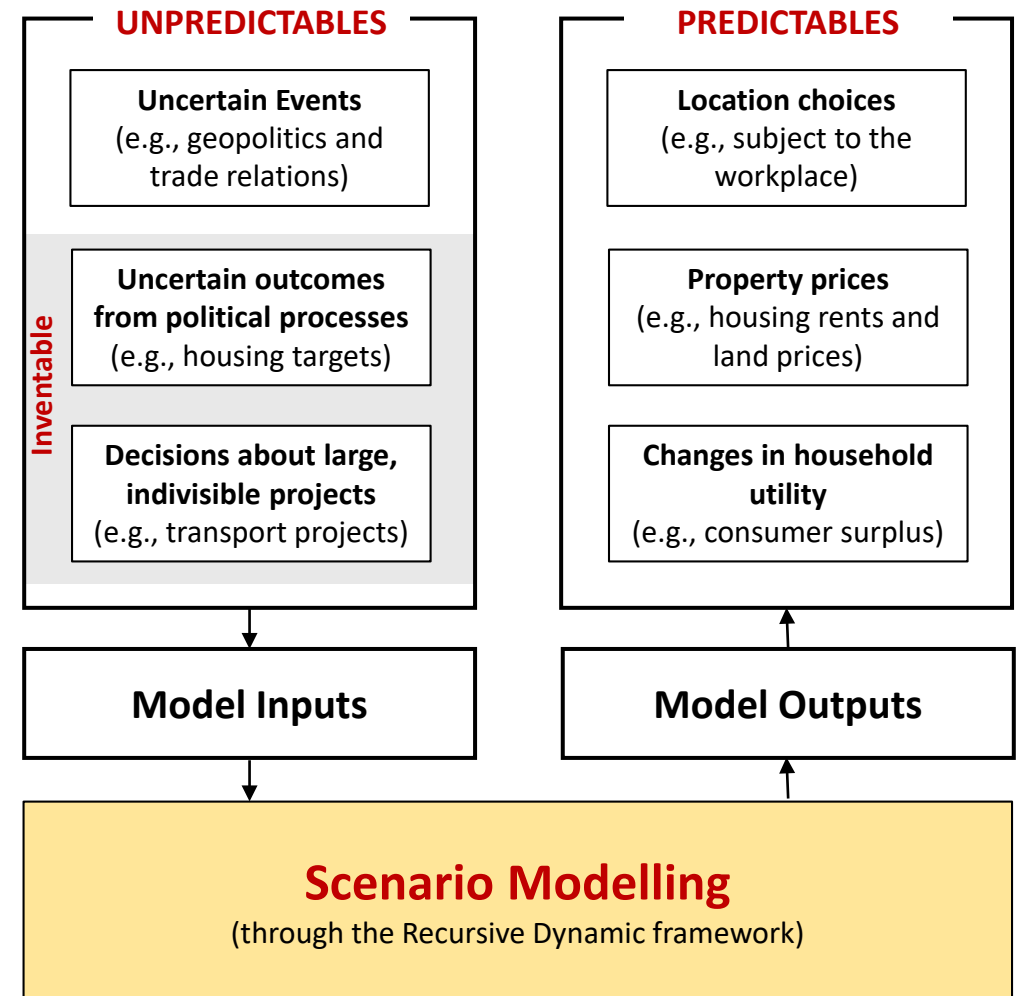 UNPREDICTABLES
Uncertain Events
(e.g., geopolitics and
trade relations)
Inventable
Uncertain outcomes
from political processes
(e.g., housing targets)
Decisions about large,
indivisible projects
(e.g., transport projects)
Model Inputs
PREDICTABLES
Location choices
(e.g., subject to the
workplace)
Property prices
(e.g., housing rents and
land prices)
Changes in household
utility
(e.g., consumer surplus)
Model Outputs
Scenario Modelling
(through the Recursive Dynamic framework)